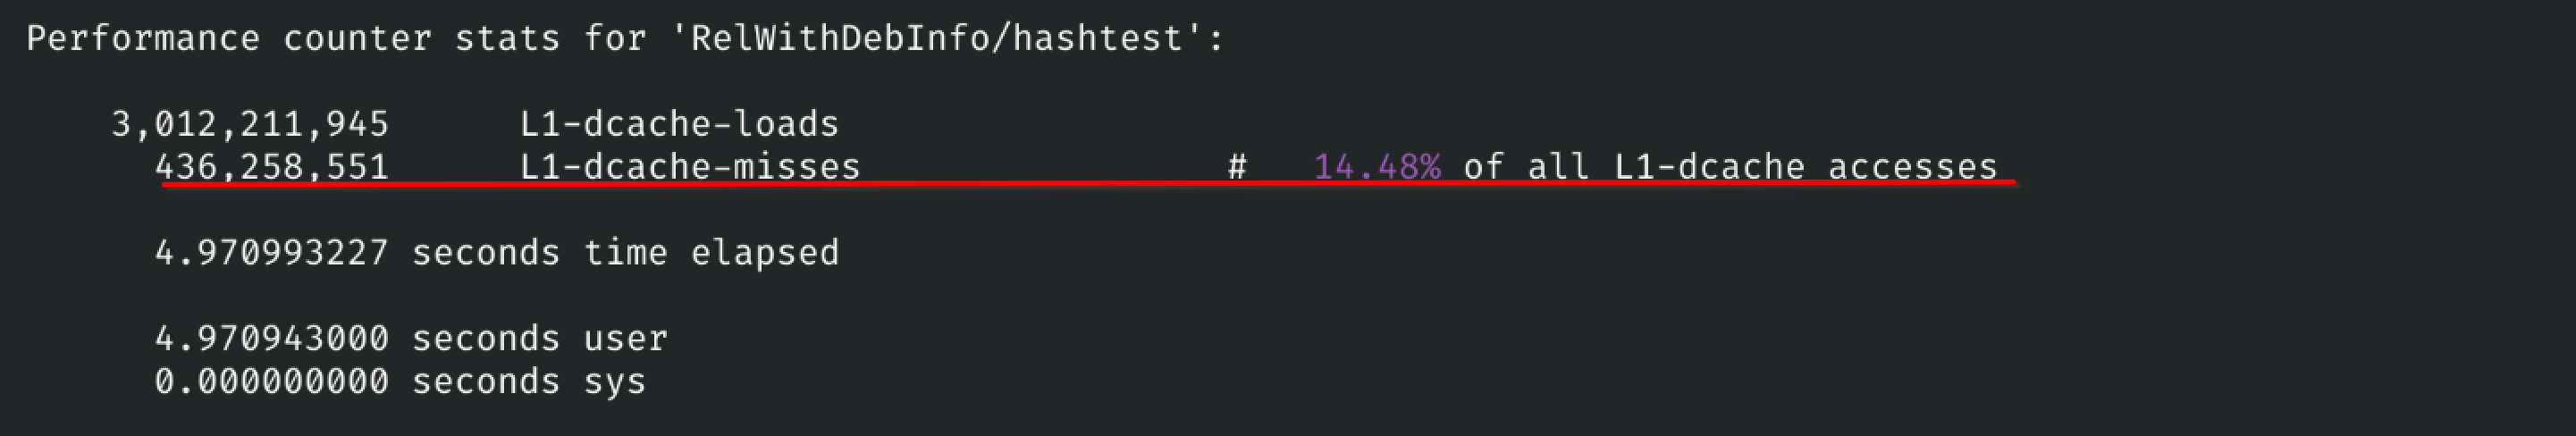 Performance counter stats for 'RelWithDebInfo/hashtest':
3,012,211,945 L1-dcache-loads
436,258,551 L1-dcache-misses # 14.48% of all L1-dcache accesses
4.970993227 seconds time elapsed
4.970943000 seconds user
0.000000000 seconds sys